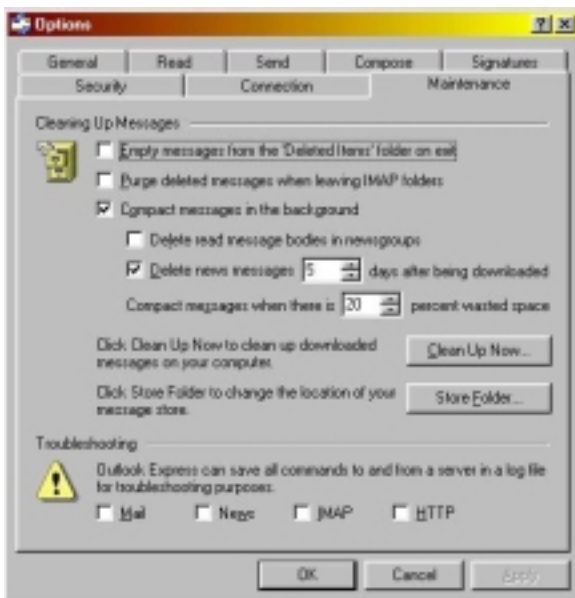 Options
General Read Send Compose Signatures
Security Connection Maintenance
Cleaning Up Messages
Empty messages from the 'Deleted Items' folder on exit
Purge deleted messages when leaving IMAP folders
Compact messages in the background
Delete read message bodies in newsgroups
Delete news messages 5 days after being downloaded
Compact messages when there is 20 percent wasted space
Click Clean Up Now to clean up downloaded
messages on your computer.
Clean Up Now...
Click Store Folder to change the location of your
message store.
Store Folder...
Troubleshooting
Outlook Express can save all commands to and from a server in a log file
for troubleshooting purposes.
Mail News IMAP HTTP
OK Cancel Apply